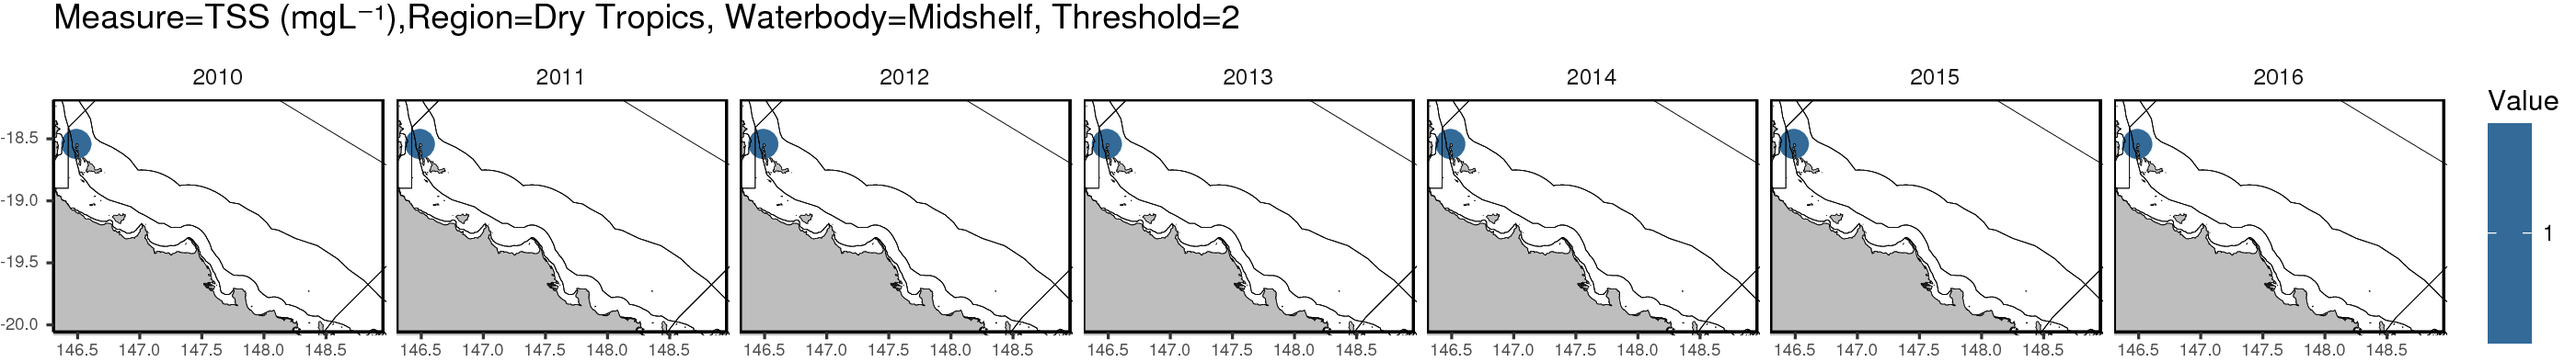 Measure=TSS (mgL⁻¹),Region=Dry Tropics, Waterbody=Midshelf, Threshold=2
2010 2011 2012 2013 2014 2015 2016
Value
-18.5
-19.0
-19.5
-20.0
1
146.5 147.0 147.5 148.0 148.5 146.5 147.0 147.5 148.0 148.5 146.5 147.0 147.5 148.0 148.5 146.5 147.0 147.5 148.0 148.5 146.5 147.0 147.5 148.0 148.5 146.5 147.0 147.5 148.0 148.5 146.5 147.0 147.5 148.0 148.5